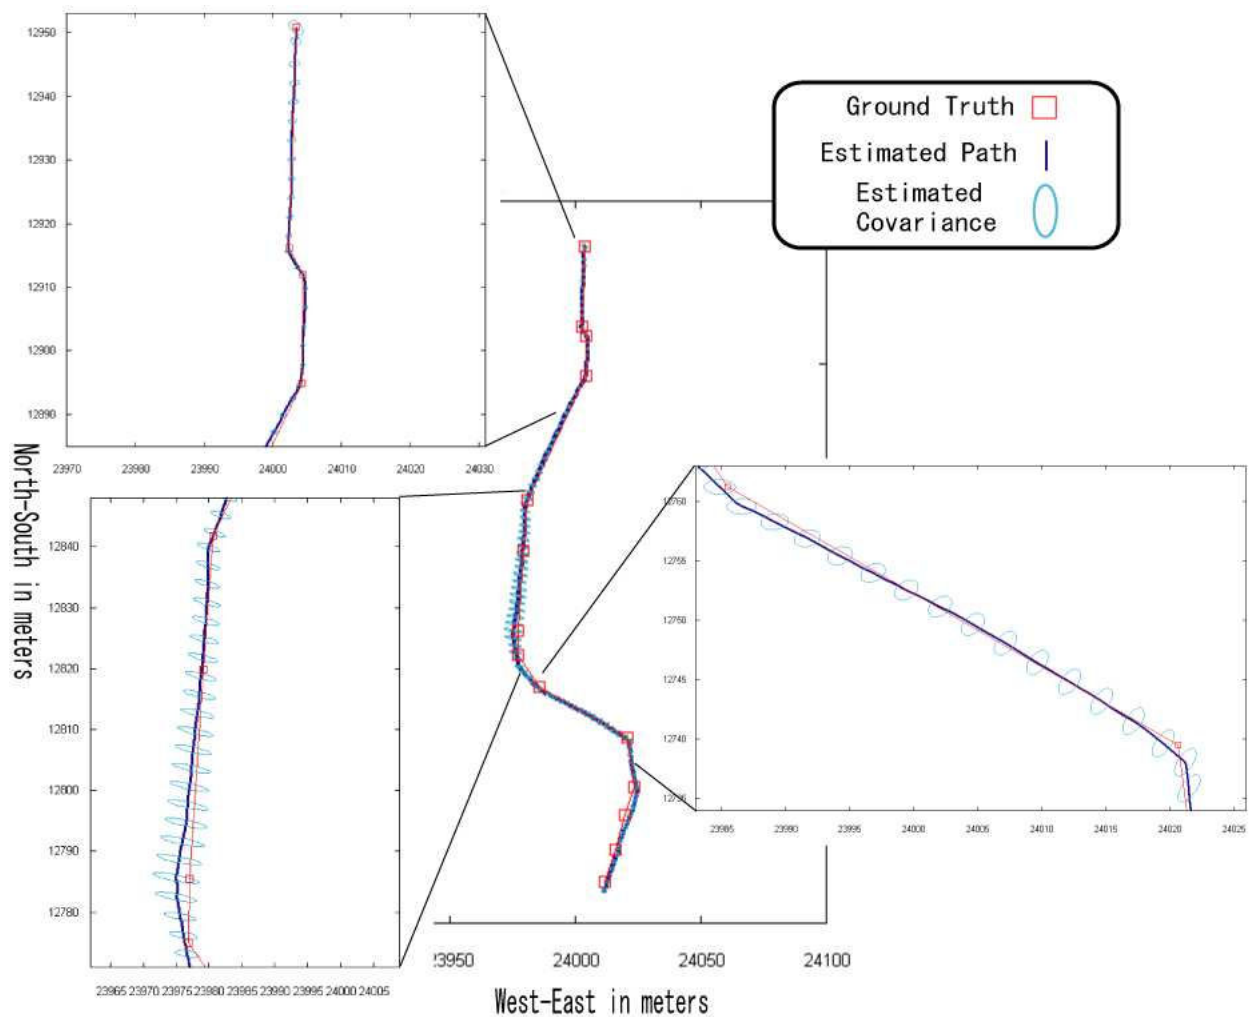 12950
12940
12930
12920
12910
12900
12890
23970 23980 23990 24000 24010 24020 24030
Ground Truth
Estimated Path
Estimated
Covariance
North-South in meters
12840
12830
12820
12810
12800
12790
12780
23965 23970 23975 23980 23985 23990 23995 24000 24005
12760
12755
12750
12745
12740
12735
23985 23990 23995 24000 24005 24010 24015 24020 24025
23950 24000 24050 24100
West-East in meters